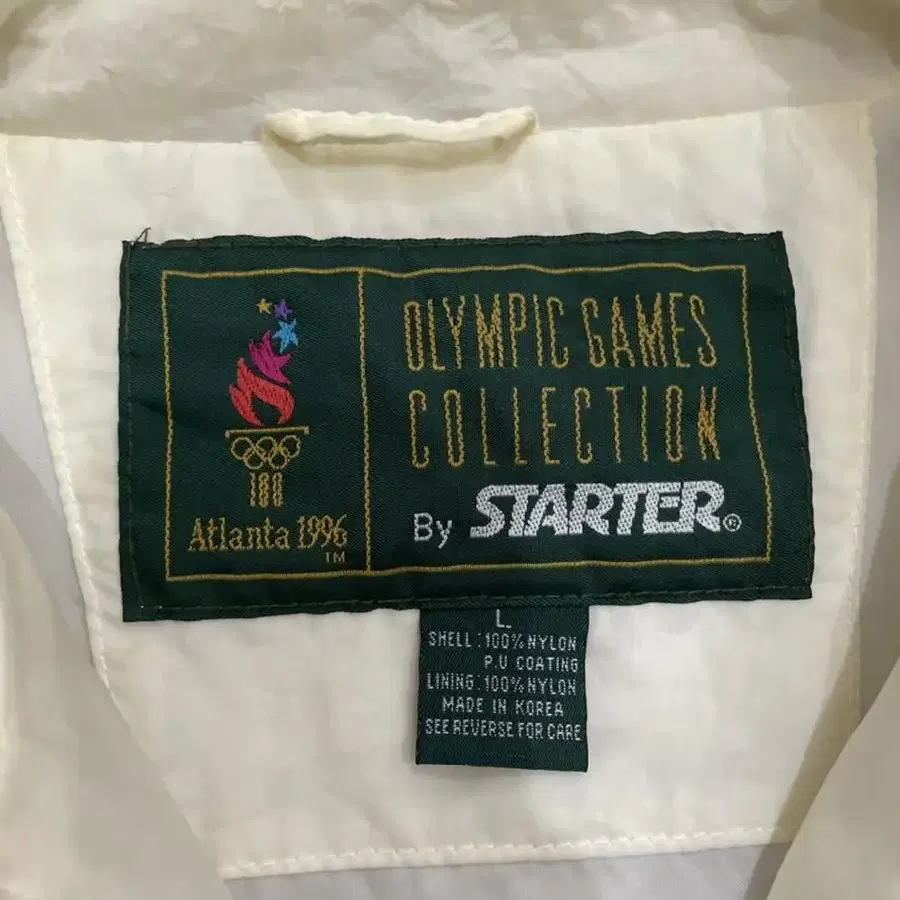 OLYMPIC GAMES
COLLECTION
By STARTER®
Atlanta 1996
TM
L.
SHELL:100% NYLON
P.U COATING
LINING:100% NYLON
MADE IN KOREA
SEE REVERSE FOR CARE